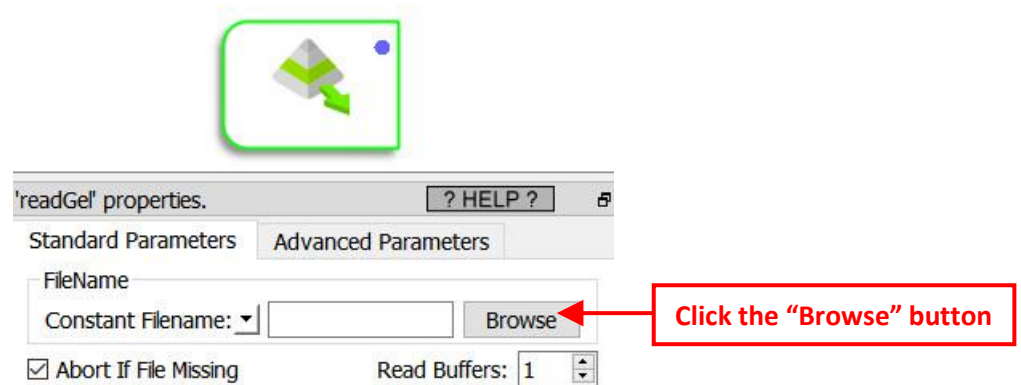 'readGel' properties. ? HELP ?
Standard Parameters Advanced Parameters
FileName
Constant Filename: Browse
Click the “Browse” button
Abort If File Missing Read Buffers: 1